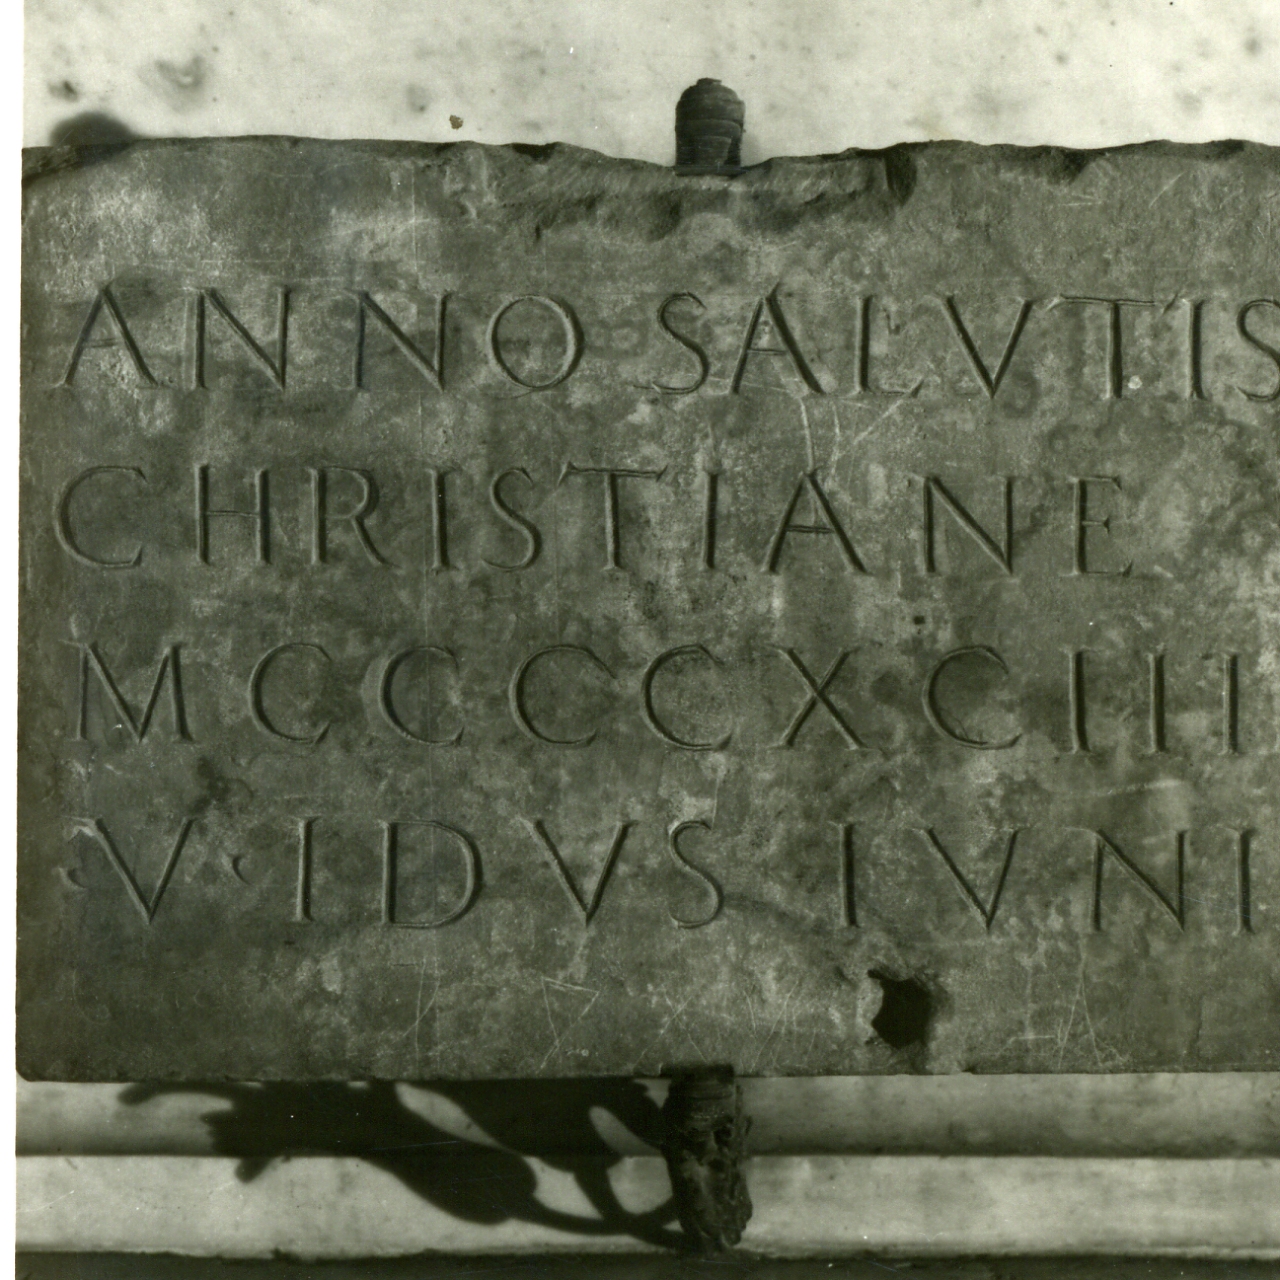 ANNO SALVTIS
CHRISTIANE
MCCCCXCIII
·V·IDVS IVNI